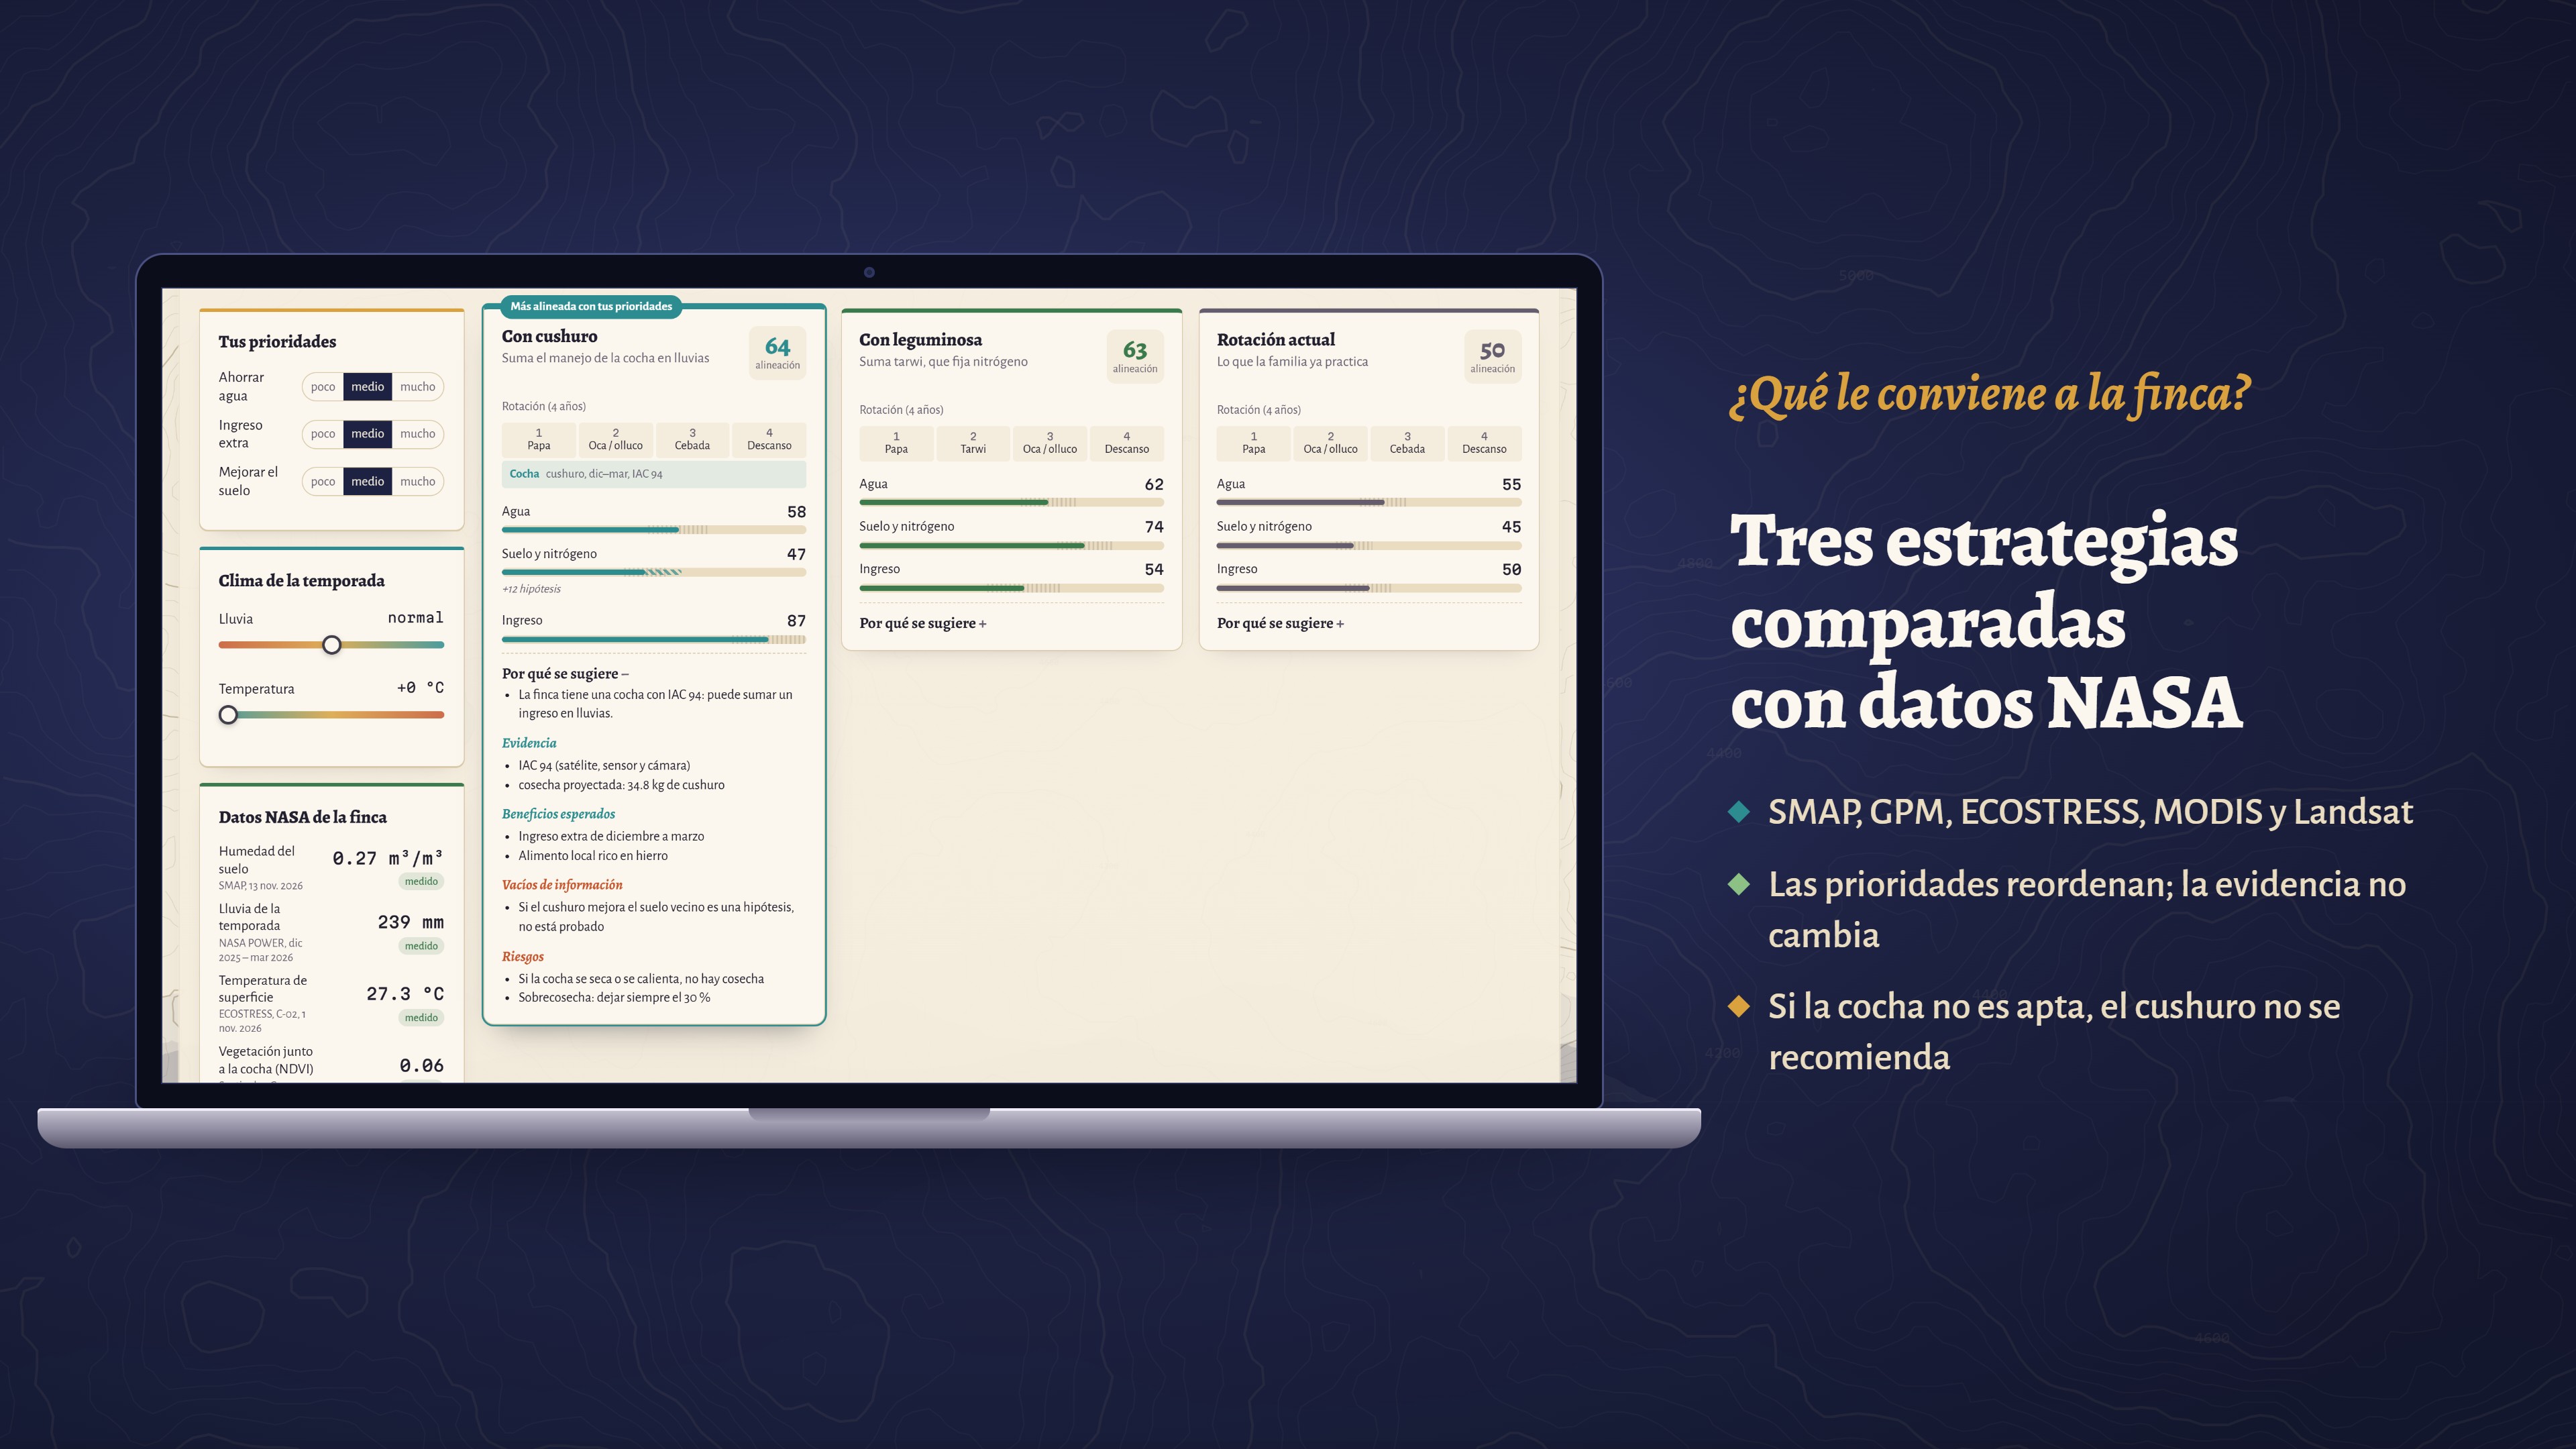 Tus prioridades
Ahorrar
agua
poco medio mucho
Ingreso
extra
poco medio mucho
Mejorar el
suelo
poco medio mucho
Clima de la temporada
Lluvia normal
Temperatura +0 °C
Datos NASA de la finca
Humedad del
suelo
SMAP, 13 nov. 2026
0.27 m³/m³
medido
Lluvia de la
temporada
NASA POWER, dic
2025 – mar 2026
239 mm
medido
Temperatura de
superficie
ECOSTRESS, C-02, 1
nov. 2026
27.3 °C
medido
Vegetación junto
a la cocha (NDVI)
0.06
Más alineada con tus prioridades
Con cushuro
Suma el manejo de la cocha en lluvias
64
alineación
Rotación (4 años)
1 2 3 4
Papa Oca / olluco Cebada Descanso
Cocha cushuro, dic–mar, IAC 94
Agua 58
Suelo y nitrógeno 47
+12 hipótesis
Ingreso 87
Por qué se sugiere –
• La finca tiene una cocha con IAC 94: puede sumar un
ingreso en lluvias.
Evidencia
• IAC 94 (satélite, sensor y cámara)
• cosecha proyectada: 34.8 kg de cushuro
Beneficios esperados
• Ingreso extra de diciembre a marzo
• Alimento local rico en hierro
Vacíos de información
• Si el cushuro mejora el suelo vecino es una hipótesis,
no está probado
Riesgos
• Si la cocha se seca o se calienta, no hay cosecha
• Sobrecosecha: dejar siempre el 30 %
Con leguminosa
Suma tarwi, que fija nitrógeno
63
alineación
Rotación (4 años)
1 2 3 4
Papa Tarwi Oca / olluco Descanso
Agua 62
Suelo y nitrógeno 74
Ingreso 54
Por qué se sugiere +
Rotación actual
Lo que la familia ya practica
50
alineación
Rotación (4 años)
1 2 3 4
Papa Oca / olluco Cebada Descanso
Agua 55
Suelo y nitrógeno 45
Ingreso 50
Por qué se sugiere +
¿Qué le conviene a la finca?
Tres estrategias
comparadas
con datos NASA
SMAP, GPM, ECOSTRESS, MODIS y Landsat
Las prioridades reordenan; la evidencia no
cambia
Si la cocha no es apta, el cushuro no se
recomienda
5000
4800
4400
4600